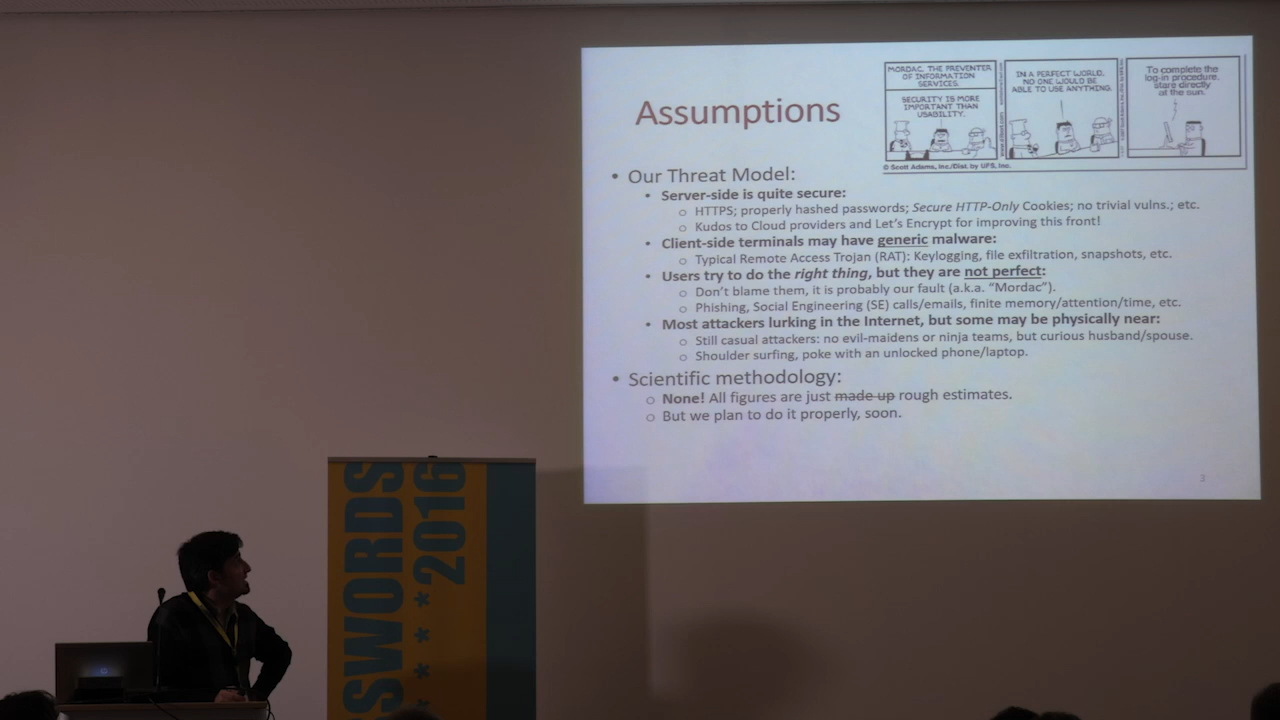 Assumptions
MORDAC, THE PREVENTER
OF INFORMATION
SERVICES.
SECURITY IS MORE
IMPORTANT THAN
USABILITY.
IN A PERFECT WORLD,
NO ONE WOULD BE
ABLE TO USE ANYTHING.
To complete the
log-in procedure,
stare directly
at the sun.
© Scott Adams, Inc./Dist. by UFS, Inc.
• Our Threat Model:
• Server-side is quite secure:
○ HTTPS; properly hashed passwords; Secure HTTP-Only Cookies; no trivial vulns.; etc.
○ Kudos to Cloud providers and Let's Encrypt for improving this front!
• Client-side terminals may have generic malware:
○ Typical Remote Access Trojan (RAT): Keylogging, file exfiltration, snapshots, etc.
• Users try to do the right thing, but they are not perfect:
○ Don't blame them, it is probably our fault (a.k.a. "Mordac").
○ Phishing, Social Engineering (SE) calls/emails, finite memory/attention/time, etc.
• Most attackers lurking in the Internet, but some may be physically near:
○ Still casual attackers: no evil-maidens or ninja teams, but curious husband/spouse.
○ Shoulder surfing, poke with an unlocked phone/laptop.
• Scientific methodology:
○ None! All figures are just made up rough estimates.
○ But we plan to do it properly, soon.
3
SWORDS
****2016